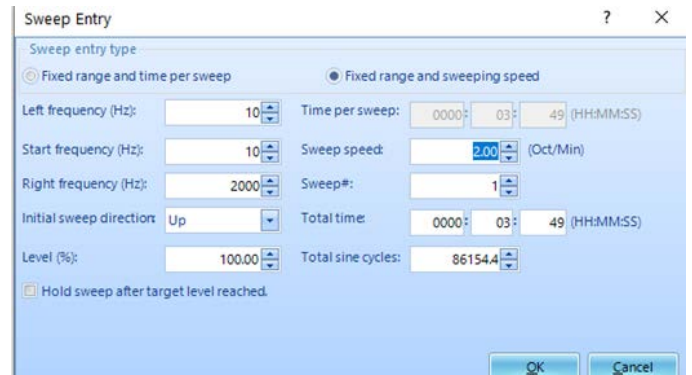 Sweep Entry ? X
Sweep entry type
Fixed range and time per sweep Fixed range and sweeping speed
Left frequency (Hz): 10 Time per sweep: 0000: 03: 49 (HH:MM:SS)
Start frequency (Hz): 10 Sweep speed: 2.00 (Oct/Min)
Right frequency (Hz): 2000 Sweep#: 1
Initial sweep direction: Up Total time: 0000: 03: 49 (HH:MM:SS)
Level (%): 100.00 Total sine cycles: 86154.4
Hold sweep after target level reached.
OK Cancel